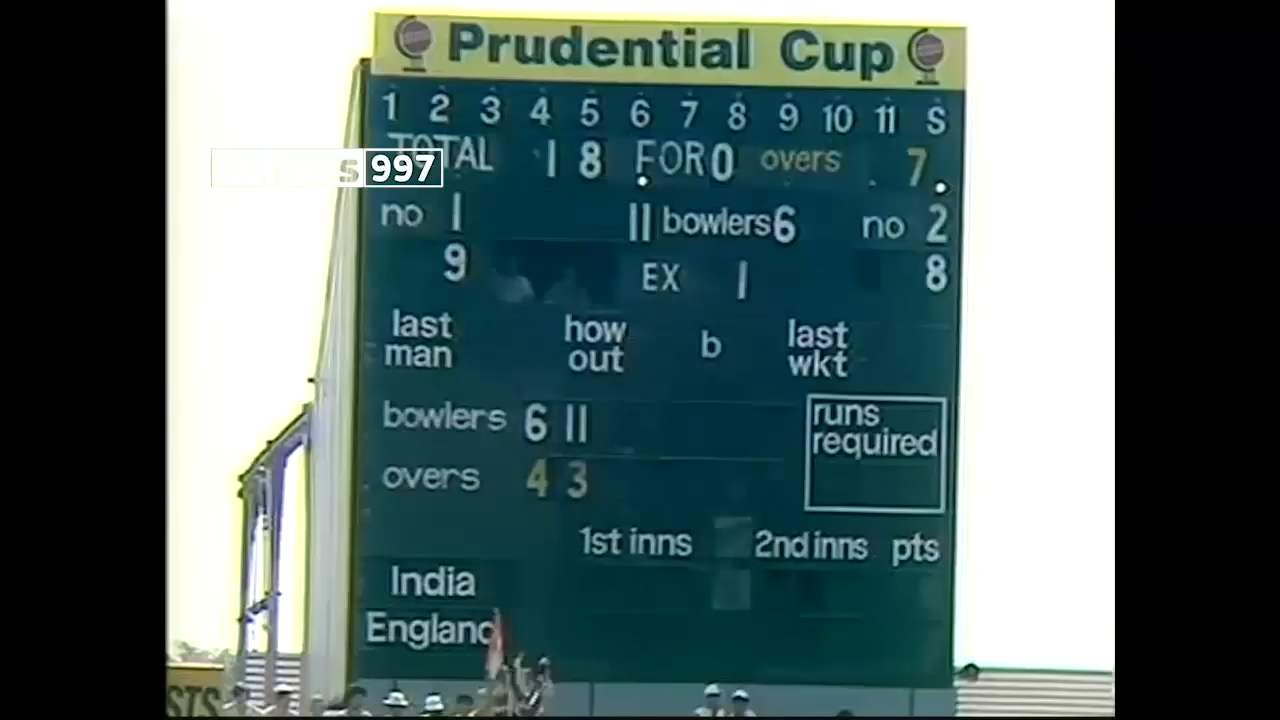 Prudential Cup
1 2 3 4 5 6 7 8 9 10 11 S
TOTAL 18 FOR 0 overs 7
997
no 1 11 bowlers 6 no 2
9 EX 1 8
last man how out b last wkt
bowlers 6 11
runs required
overs 4 3
1st inns 2nd inns pts
India
England
STS